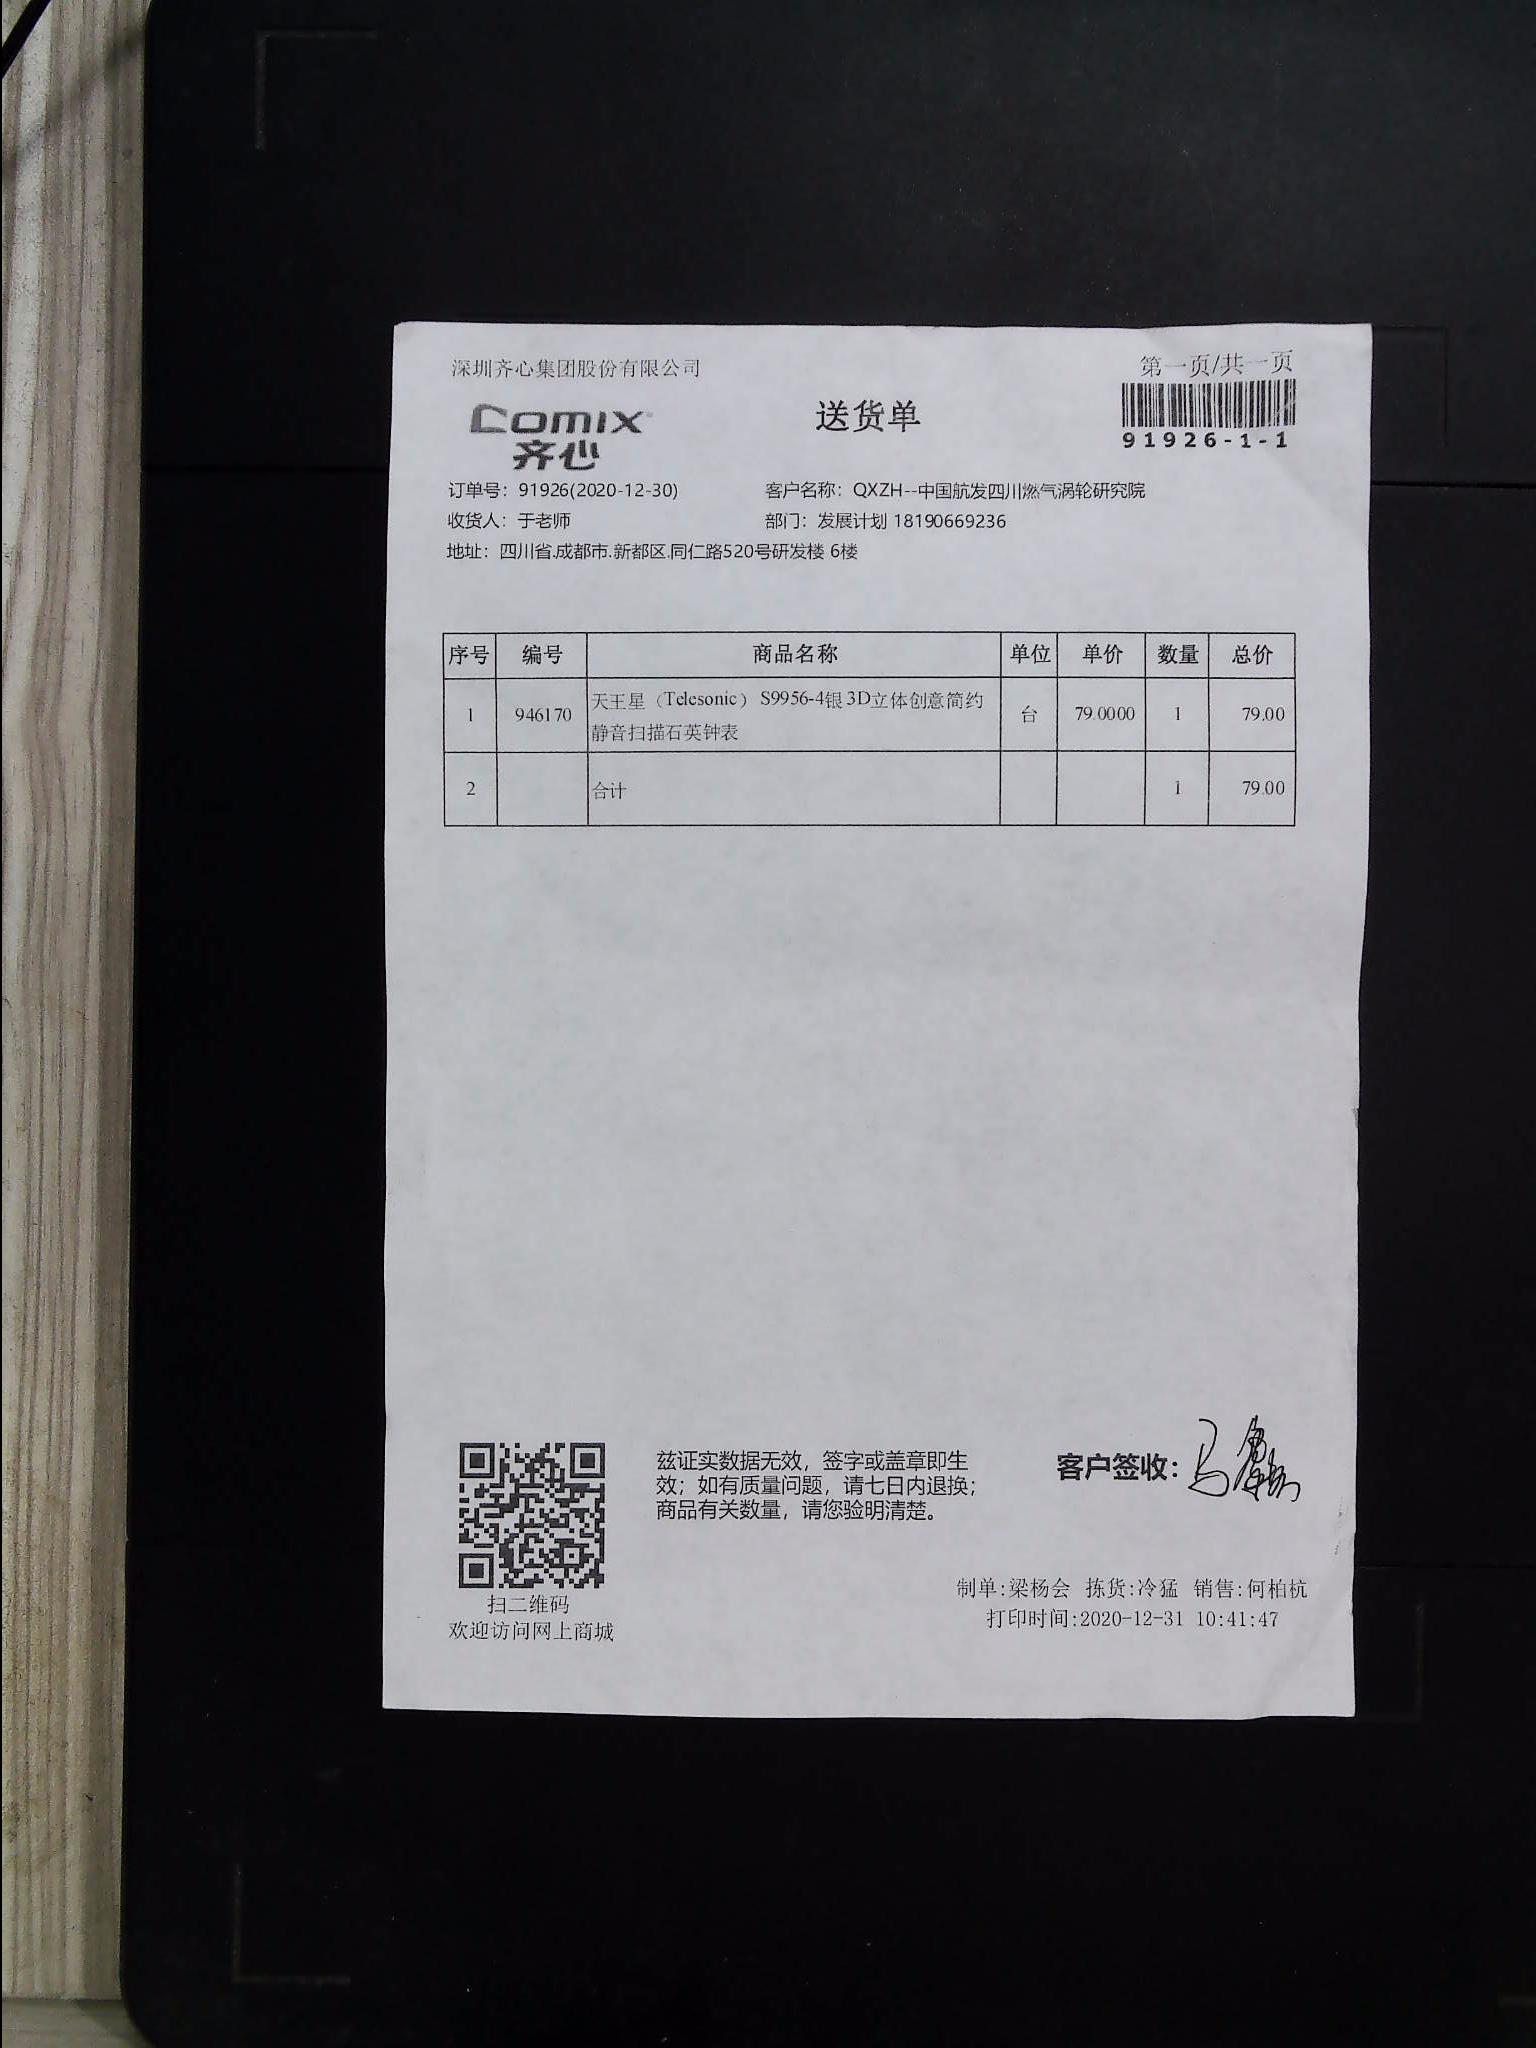 深圳齐心集团股份有限公司
第一页/共一页
comix
齐心
送货单
91926-1-1
订单号：91926(2020-12-30) 客户名称：QXZH--中国航发四川燃气涡轮研究院
收货人：于老师 部门：发展计划 18190669236
地址：四川省.成都市.新都区.同仁路520号研发楼 6楼
序号 编号 商品名称 单位 单价 数量 总价
1 946170 天王星（Telesonic）S9956-4银 3D立体创意简约 台 79.0000 1 79.00
静音扫描石英钟表
2 合计 1 79.00
兹证实数据无效，签字或盖章即生
效；如有质量问题，请七日内退换；
商品有关数量，请您验明清楚。
客户签收：
扫二维码
欢迎访问网上商城
制单:梁杨会 拣货:冷猛 销售:何柏杭
打印时间:2020-12-31 10:41:47